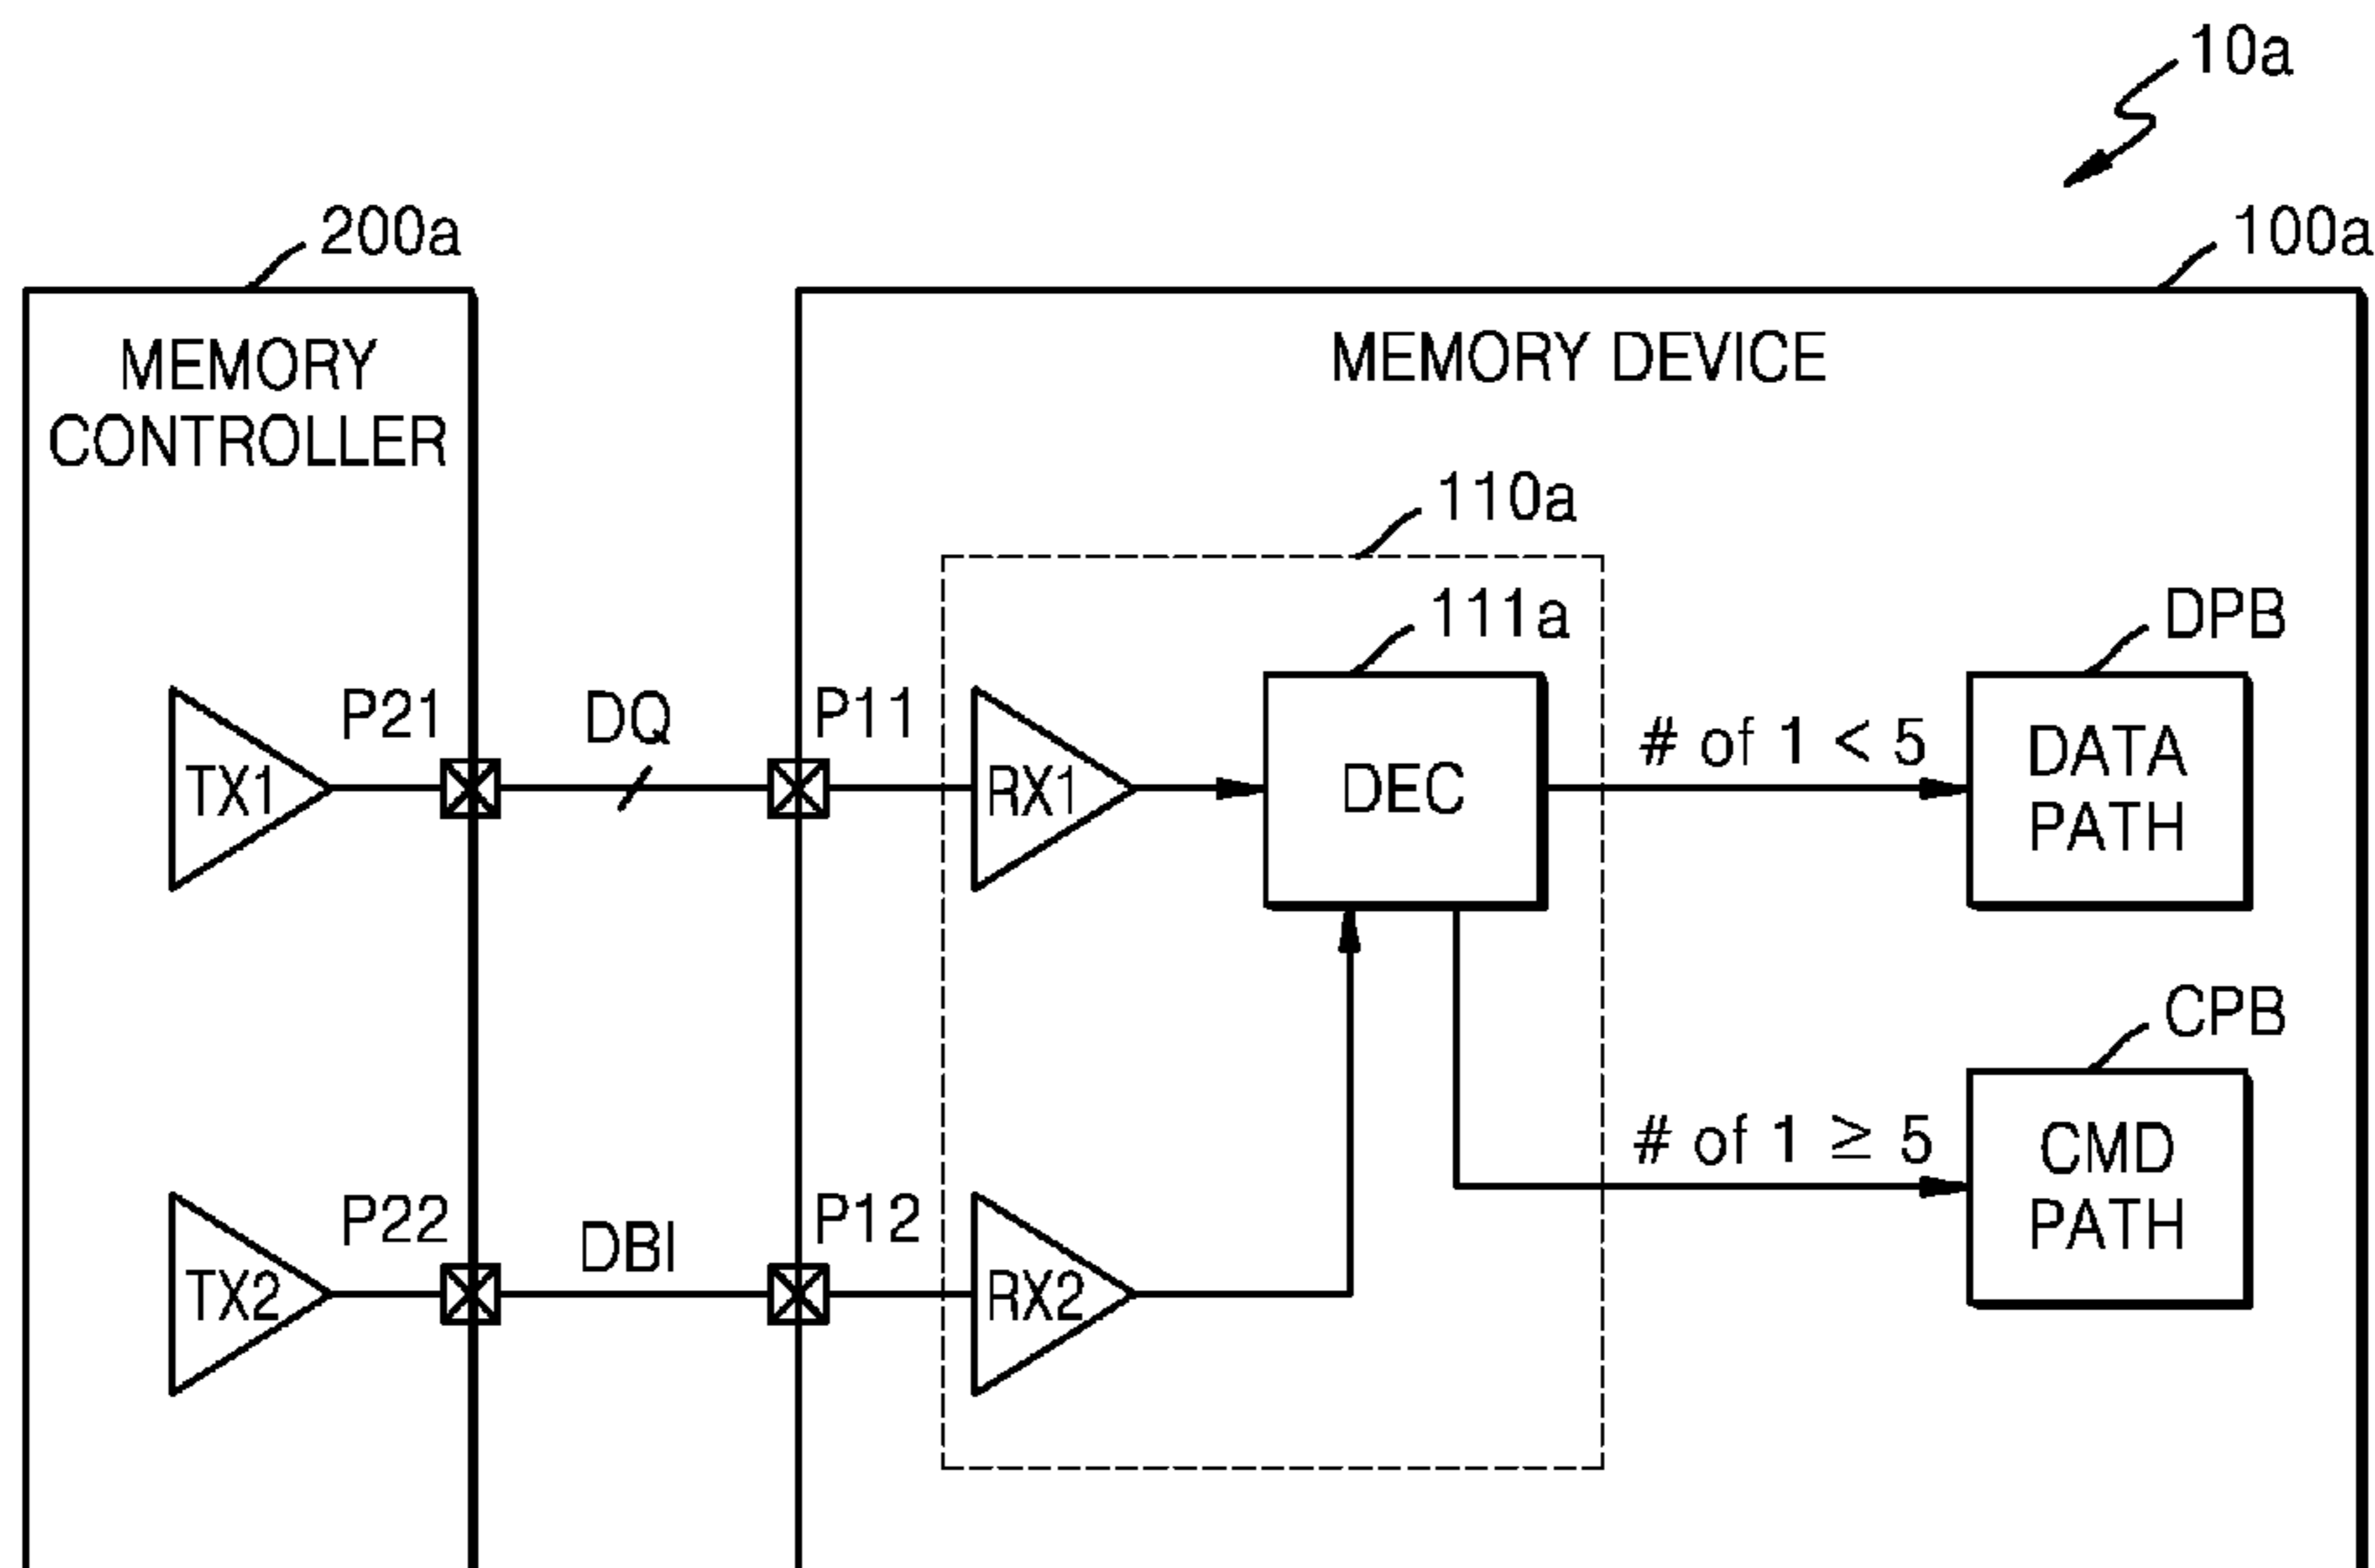 10a
200a
100a
MEMORY
CONTROLLER
MEMORY DEVICE
110a
111a
DPB
P21
DQ
P11
TX1
RX1
DEC
# of 1 < 5
DATA
PATH
CPB
P22
DBI
P12
TX2
RX2
# of 1 ≥ 5
CMD
PATH